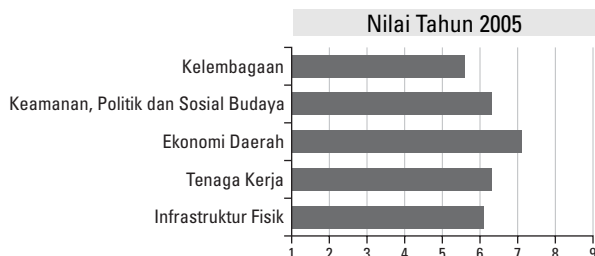 Nilai Tahun 2005
Kelembagaan
Keamanan, Politik dan Sosial Budaya
Ekonomi Daerah
Tenaga Kerja
Infrastruktur Fisik
1 2 3 4 5 6 7 8 9